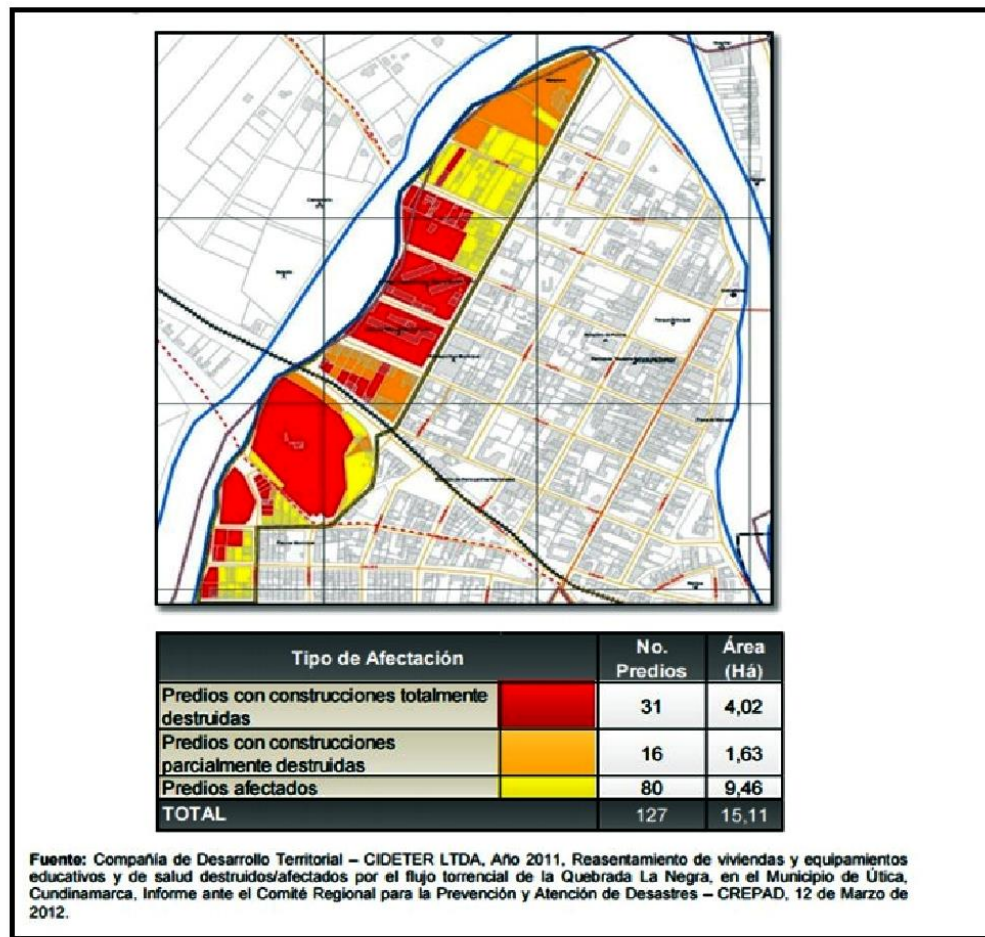 Tipo de Afectación
No.
Predios
Área
(Há)
Predios con construcciones totalmente
destruidas
31
4,02
Predios con construcciones
parcialmente destruidas
16
1,63
Predios afectados
80
9,46
TOTAL
127
15,11
Fuente: Compañía de Desarrollo Territorial – CIDETER LTDA, Año 2011, Reasentamiento de viviendas y equipamientos
educativos y de salud destruidos/afectados por el flujo torrencial de la Quebrada La Negra, en el Municipio de Útica,
Cundinamarca, Informe ante el Comité Regional para la Prevención y Atención de Desastres – CREPAD, 12 de Marzo de
2012.